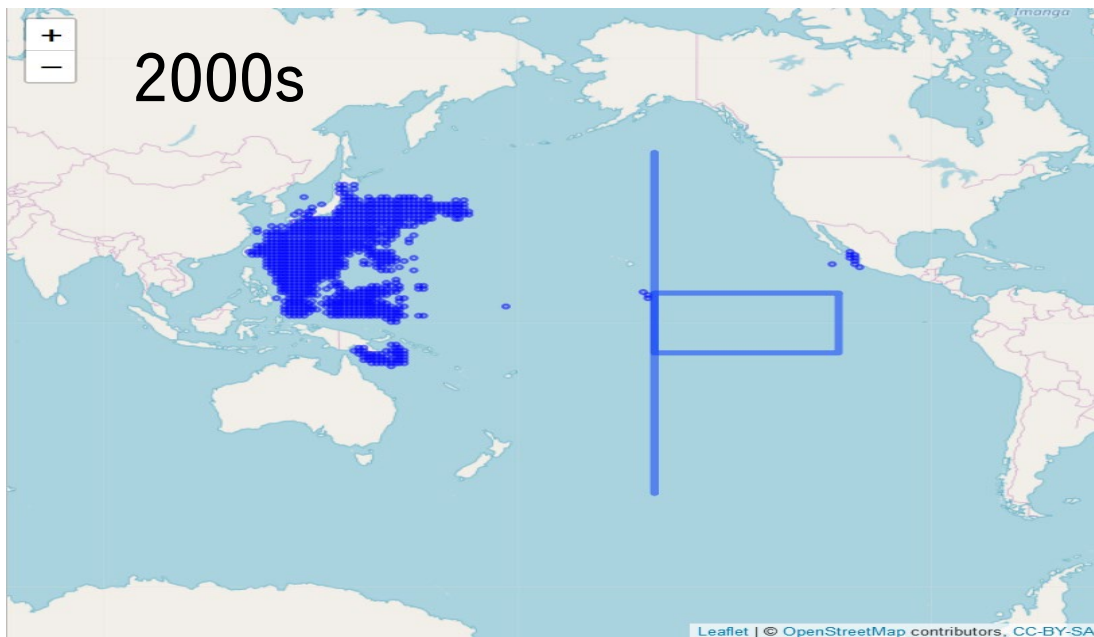 Imanga
+
−
2000s
Leaflet | © OpenStreetMap contributors, CC-BY-SA